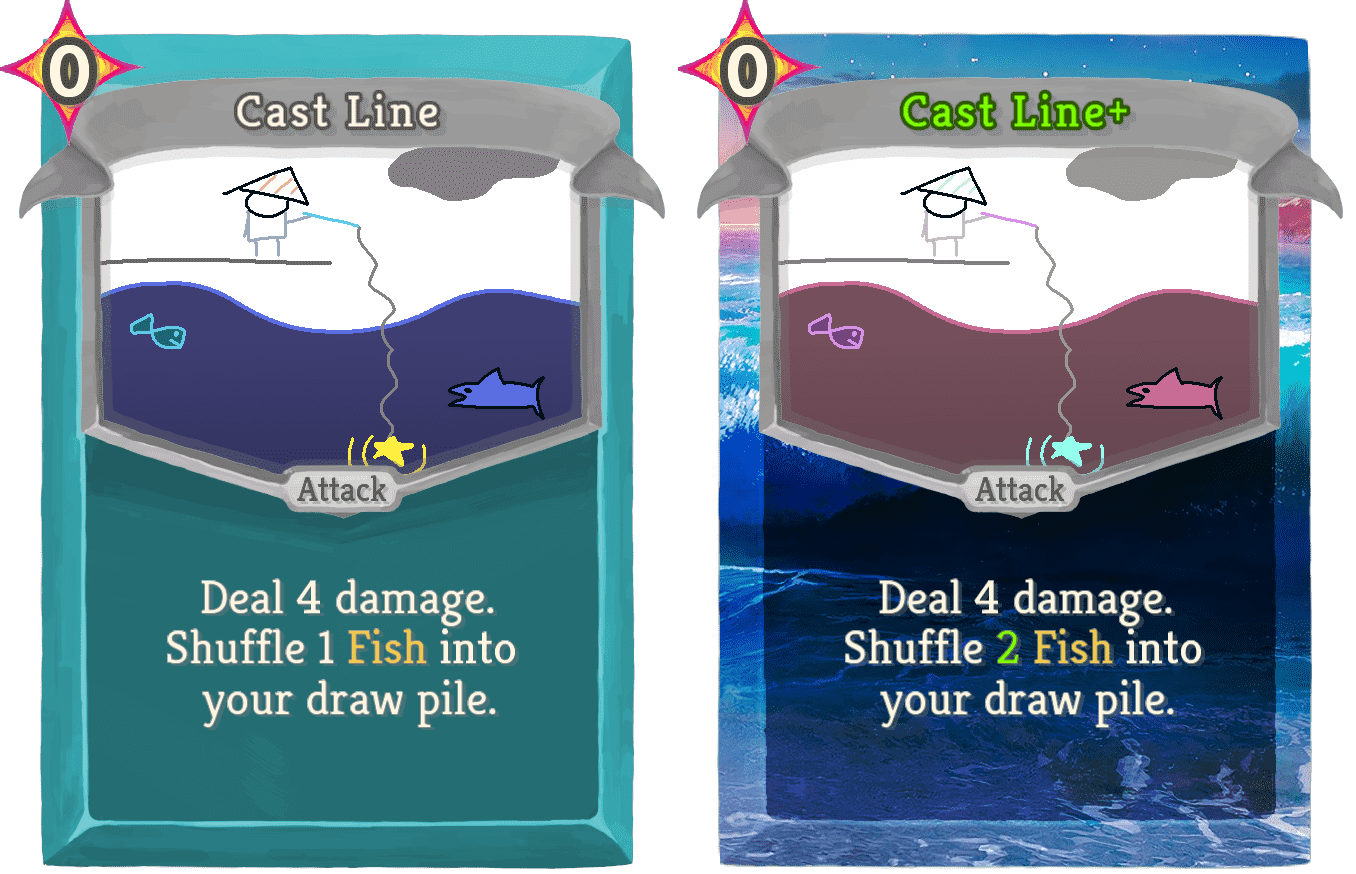 0
Cast Line
Attack
Deal 4 damage.
Shuffle 1 Fish into
your draw pile.
0
Cast Line+
Attack
Deal 4 damage.
Shuffle 2 Fish into
your draw pile.